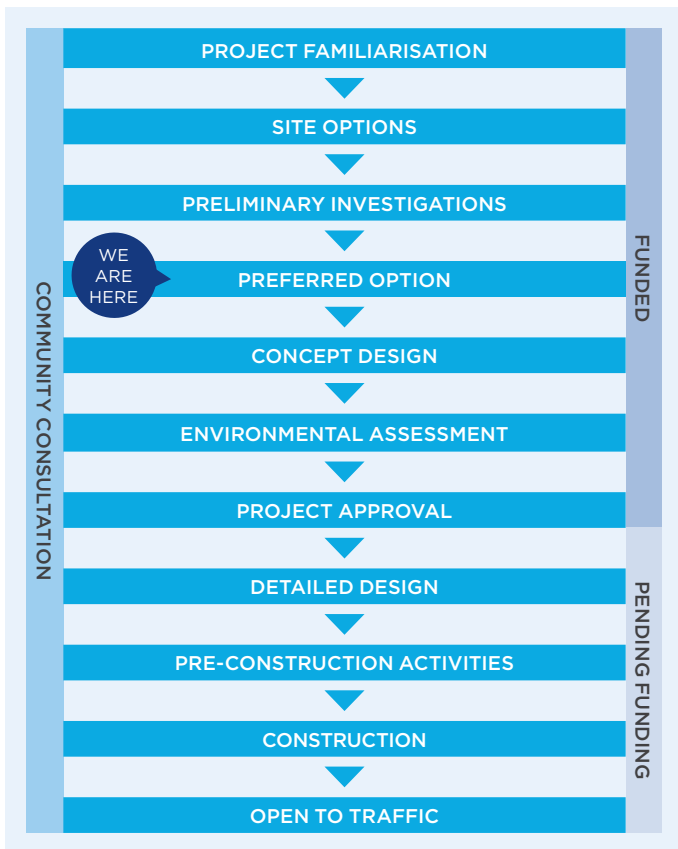 PROJECT FAMILIARISATION
SITE OPTIONS
PRELIMINARY INVESTIGATIONS
WE
ARE
HERE
PREFERRED OPTION
CONCEPT DESIGN
ENVIRONMENTAL ASSESSMENT
PROJECT APPROVAL
DETAILED DESIGN
PRE-CONSTRUCTION ACTIVITIES
CONSTRUCTION
OPEN TO TRAFFIC
COMMUNITY CONSULTATION
FUNDED
PENDING FUNDING